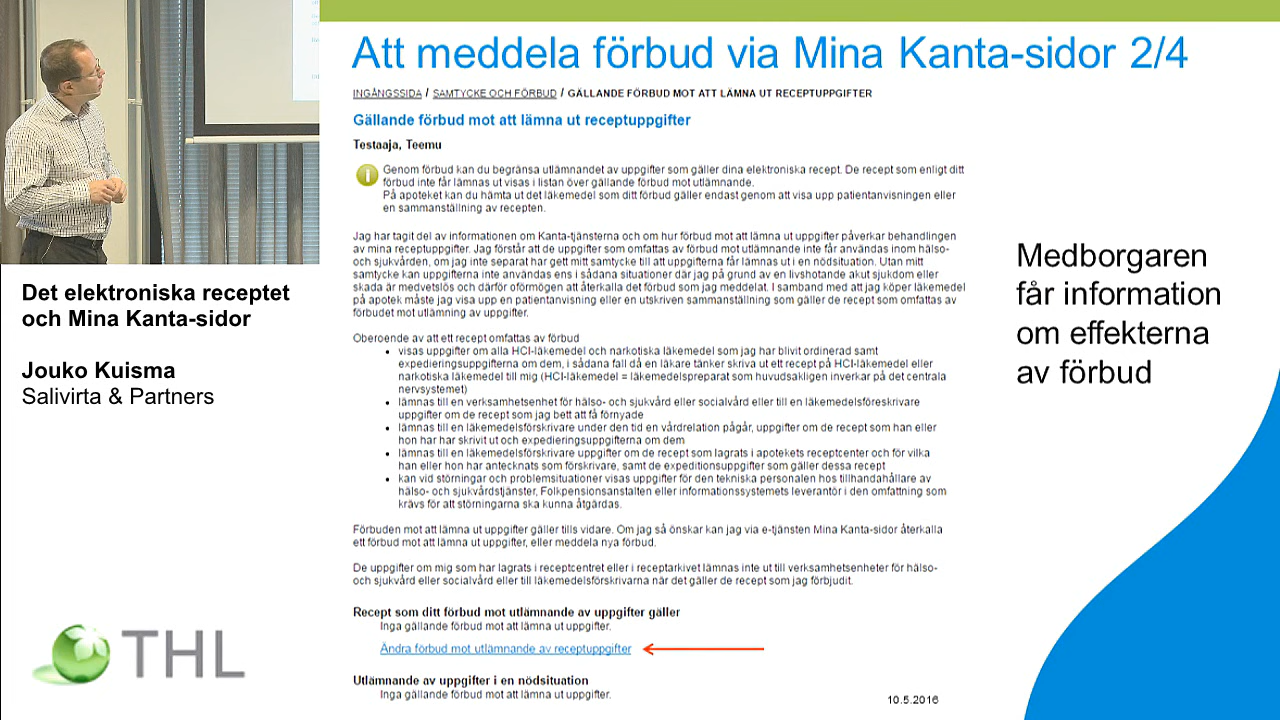 Att meddela förbud via Mina Kanta-sidor 2/4
INGÅNGSSIDA / SAMTYCKE OCH FÖRBUD / GÄLLANDE FÖRBUD MOT ATT LÄMNA UT RECEPTUPPGIFTER
Gällande förbud mot att lämna ut receptuppgifter
Testaaja, Teemu
Genom förbud kan du begränsa utlämnandet av uppgifter som gäller dina elektroniska recept. De recept som enligt ditt
förbud inte får lämnas ut visas i listan över gällande förbud mot utlämnande.
På apoteket kan du hämta ut det läkemedel som ditt förbud gäller endast genom att visa upp patientanvisningen eller
en sammanställning av recepten.
Jag har tagit del av informationen om Kanta-tjänsterna och om hur förbud mot att lämna ut uppgifter påverkar behandlingen
av mina receptuppgifter. Jag förstår att de uppgifter som omfattas av förbud mot utlämnande inte får användas inom hälso-
och sjukvården, om jag inte separat har gett mitt samtycke till att uppgifterna får lämnas ut i en nödsituation. Utan mitt
samtycke kan uppgifterna inte användas ens i sådana situationer där jag på grund av en livshotande akut sjukdom eller
skada är medvetslös och därför oförmögen att återkalla det förbud som jag meddelat. I samband med att jag köper läkemedel
på apotek måste jag visa upp en patientanvisning eller en utskriven sammanställning som gäller de recept som omfattas av
förbudet mot utlämning av uppgifter.
Oberoende av att ett recept omfattas av förbud
• visas uppgifter om alla HCI-läkemedel och narkotiska läkemedel som jag har blivit ordinerad samt
expedieringsuppgifterna om dem, i sådana fall då en läkare tänker skriva ut ett recept på HCI-läkemedel eller
narkotiska läkemedel till mig (HCI-läkemedel = läkemedelspreparat som huvudsakligen inverkar på det centrala
nervsystemet)
• lämnas till en verksamhetsenhet för hälso- och sjukvård eller socialvård eller till en läkemedelsföreskrivare
uppgifter om de recept som jag bett att få förnyade
• lämnas till en läkemedelsförskrivare under den tid en vårdrelation pågår, uppgifter om de recept som han eller
hon har har skrivit ut och expedieringsuppgifterna om dem
• lämnas till en läkemedelsförskrivare uppgifter om de recept som lagrats i apotekets receptcenter och för vilka
han eller hon har antecknats som förskrivare, samt de expeditionsuppgifter som gäller dessa recept
• kan vid störningar och problemsituationer visas uppgifter för den tekniska personalen hos tillhandahållare av
hälso- och sjukvårdstjänster, Folkpensionsanstalten eller informationssystemets leverantör i den omfattning som
krävs för att störningarna ska kunna åtgärdas.
Förbuden mot att lämna ut uppgifter gäller tills vidare. Om jag så önskar kan jag via e-tjänsten Mina Kanta-sidor återkalla
ett förbud mot att lämna ut uppgifter, eller meddela nya förbud.
De uppgifter om mig som har lagrats i receptcentret eller i receptarkivet lämnas inte ut till verksamhetsenheter för hälso-
och sjukvård eller socialvård eller till läkemedelsförskrivarna när det gäller de recept som jag förbjudit.
Recept som ditt förbud mot utlämnande av uppgifter gäller
Inga gällande förbud mot att lämna ut uppgifter.
Ändra förbud mot utlämnande av receptuppgifter
Utlämnande av uppgifter i en nödsituation
Inga gällande förbud mot att lämna ut uppgifter.
10.5.2016
Medborgaren
får information
om effekterna
av förbud
Det elektroniska receptet
och Mina Kanta-sidor
Jouko Kuisma
Salivirta & Partners
THL